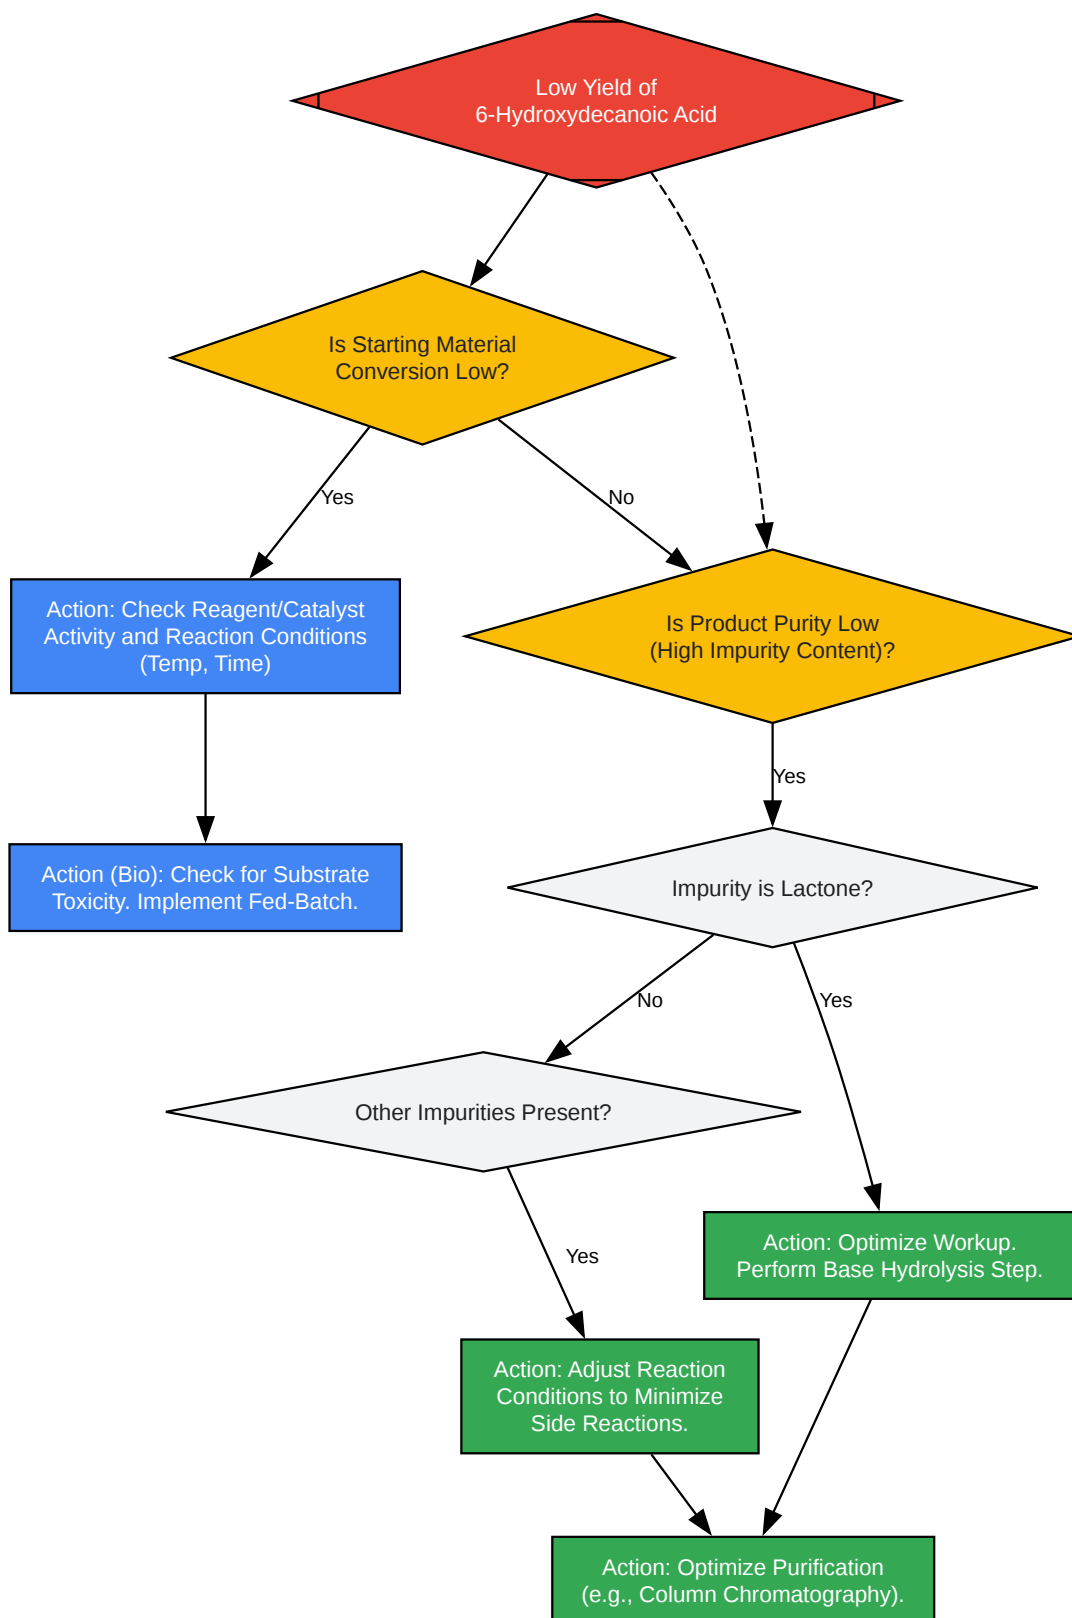 Low Yield of
6-Hydroxydecanoic Acid
Is Starting Material
Conversion Low?
Yes
No
Action: Check Reagent/Catalyst
Activity and Reaction Conditions
(Temp, Time)
Is Product Purity Low
(High Impurity Content)?
Yes
Action (Bio): Check for Substrate
Toxicity. Implement Fed-Batch.
Impurity is Lactone?
No
Yes
Other Impurities Present?
Action: Optimize Workup.
Perform Base Hydrolysis Step.
Yes
Action: Adjust Reaction
Conditions to Minimize
Side Reactions.
Action: Optimize Purification
(e.g., Column Chromatography).